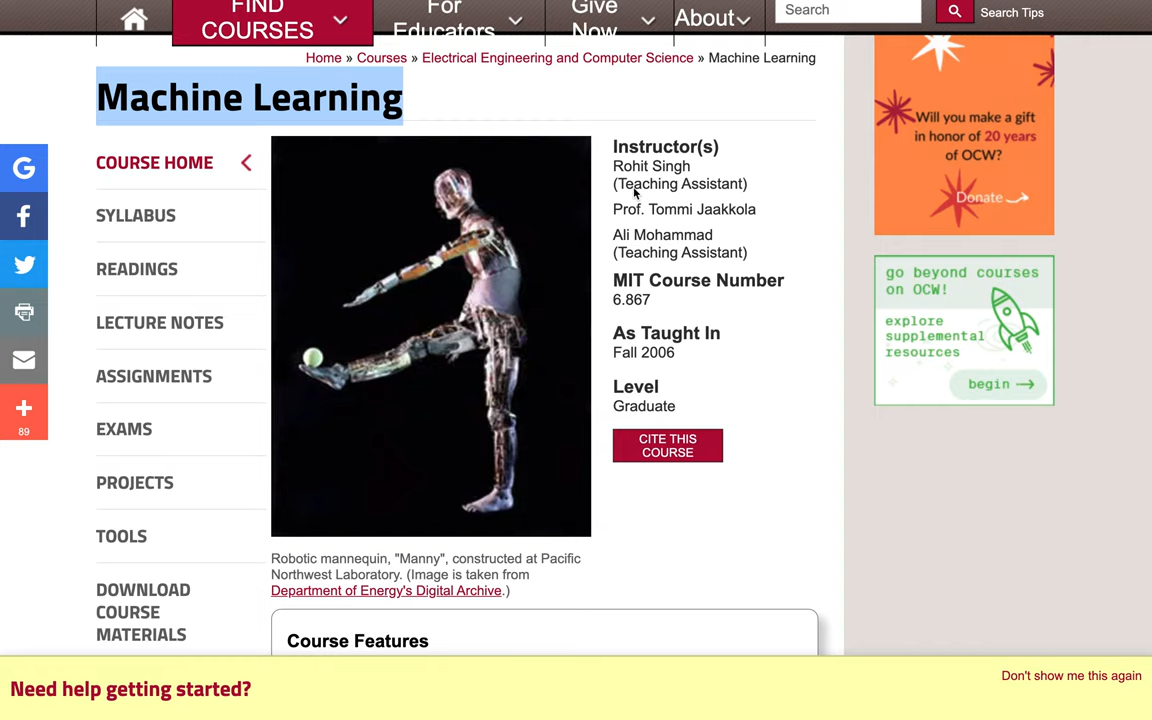 FIND
COURSES
For
Educators
Give
Now
About
Search
Search Tips
Home » Courses » Electrical Engineering and Computer Science » Machine Learning
Machine Learning
COURSE HOME
SYLLABUS
READINGS
LECTURE NOTES
ASSIGNMENTS
EXAMS
PROJECTS
TOOLS
DOWNLOAD
COURSE
MATERIALS
89
Robotic mannequin, "Manny", constructed at Pacific
Northwest Laboratory. (Image is taken from
Department of Energy's Digital Archive.)
Course Features
Instructor(s)
Rohit Singh
(Teaching Assistant)
Prof. Tommi Jaakkola
Ali Mohammad
(Teaching Assistant)
MIT Course Number
6.867
As Taught In
Fall 2006
Level
Graduate
CITE THIS
COURSE
Will you make a gift
in honor of 20 years
of OCW?
Donate
go beyond courses
on OCW!
explore
supplemental
resources
begin
Need help getting started?
Don't show me this again